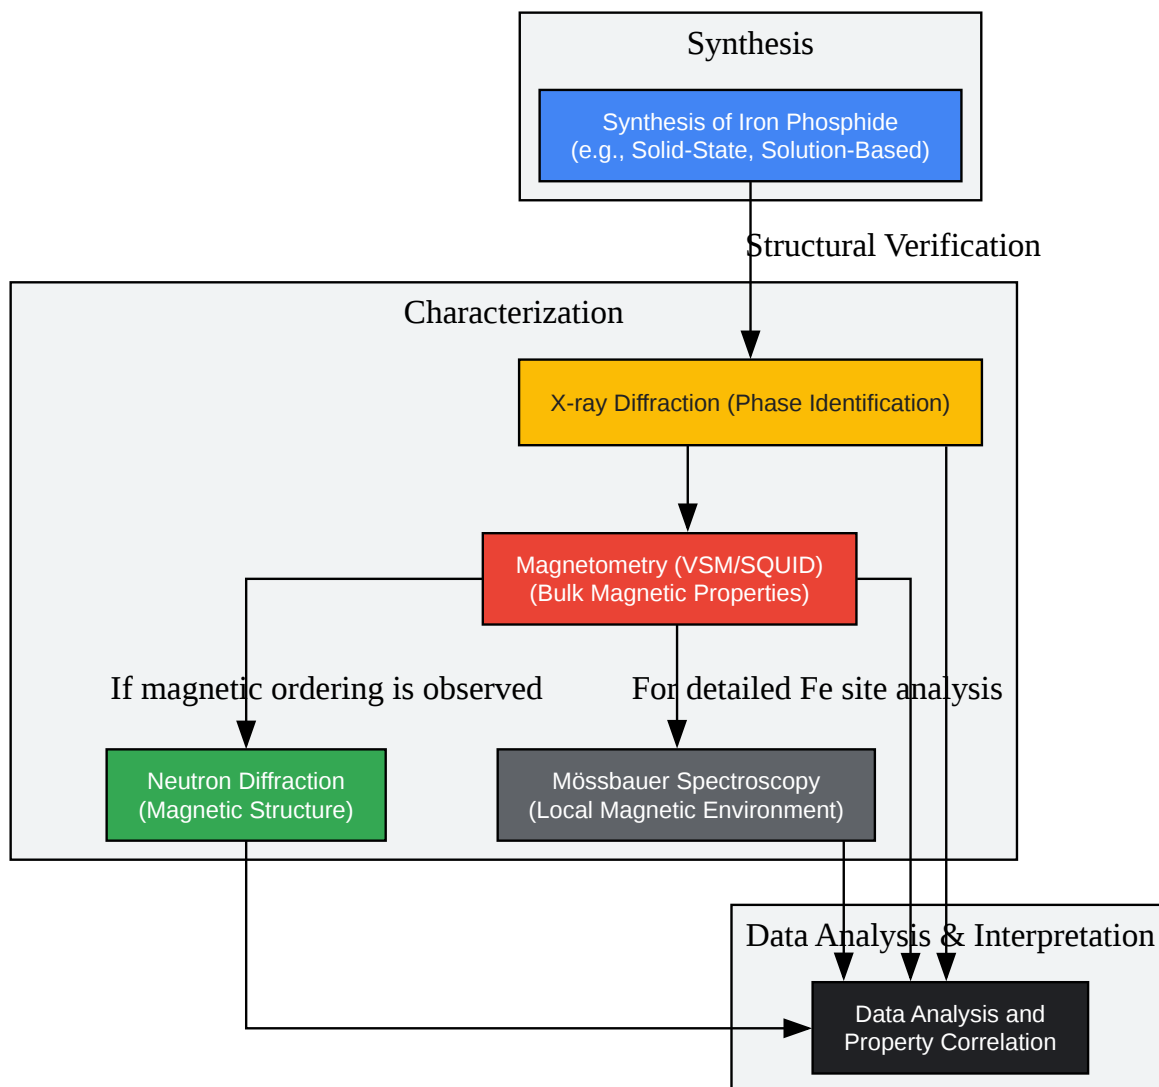 Synthesis
Synthesis of Iron Phosphide
(e.g., Solid-State, Solution-Based)
Structural Verification
Characterization
X-ray Diffraction (Phase Identification)
Magnetometry (VSM/SQUID)
(Bulk Magnetic Properties)
If magnetic ordering is observed
For detailed Fe site analysis
Neutron Diffraction
(Magnetic Structure)
Mössbauer Spectroscopy
(Local Magnetic Environment)
Data Analysis & Interpretation
Data Analysis and
Property Correlation